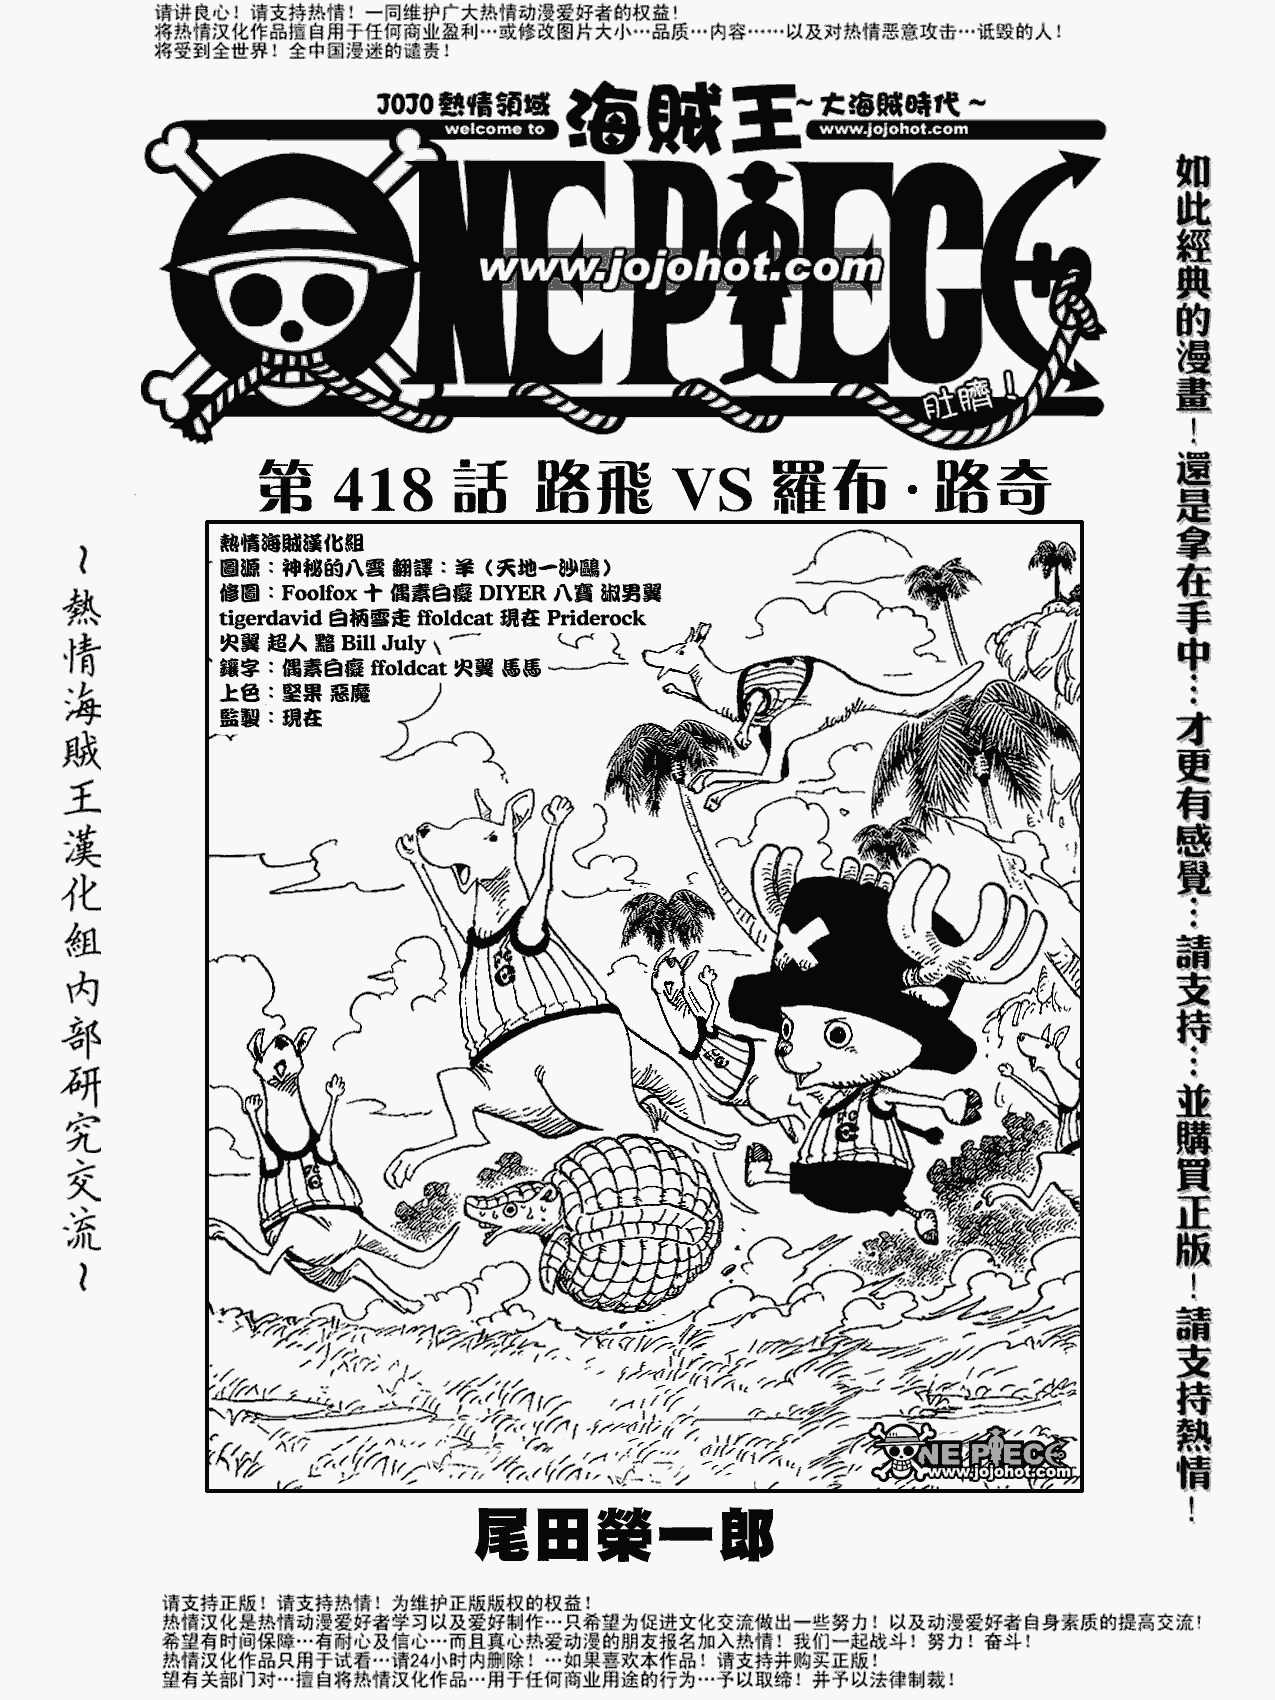 请讲良心！请支持热情！一同维护广大热情动漫爱好者的权益！
将热情汉化作品擅自用于任何商业盈利…或修改图片大小…品质…内容……以及对热情恶意攻击…诋毁的人！
将受到全世界！全中国漫迷的谴责！
JOJO熱情領域 海賊王 ~大海賊時代~
welcome to www.jojohot.com
ONE PIECE
www.jojohot.com
肚臍！
第418話 路飛 VS 羅布·路奇
熱情海賊漢化組
圖源：神秘的八雲 翻譯：羊（天地一沙鷗）
修圖：Foolfox 十 偶素白癡 DIYER 八寶 淑男翼
tigerdavid 白柄雪走 ffoldcat 現在 Priderock
火翼 超人 黯 Bill July
鑲字：偶素白癡 ffoldcat 火翼 馬馬
上色：堅果 惡魔
監製：現在
如此經典的漫畫！還是拿在手中…才更有感覺…請支持…並購買正版！請支持熱情！
~熱情海賊王漢化組內部研究交流~
ONE PIECE
www.jojohot.com
尾田榮一郎
请支持正版！请支持热情！为维护正版版权的权益！
热情汉化是热情动漫爱好者学习以及爱好制作…只希望为促进文化交流做出一些努力！以及动漫爱好者自身素质的提高交流！
希望有时间保障…有耐心及信心…而且真心热爱动漫的朋友报名加入热情！我们一起战斗！努力！奋斗！
热情汉化作品只用于试看…请24小时内删除！…如果喜欢本作品！请支持并购买正版！
望有关部门对…擅自将热情汉化作品…用于任何商业用途的行为…予以取缔！并予以法律制裁！